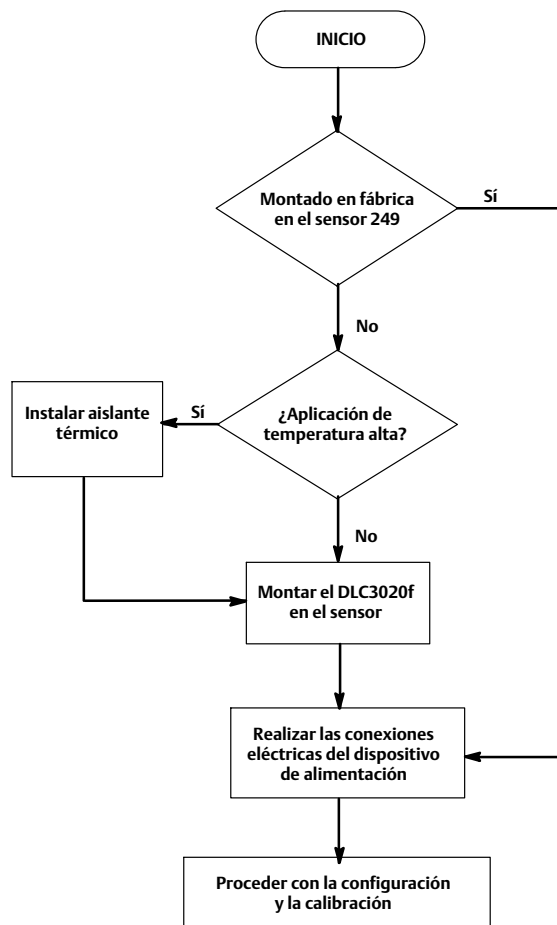 INICIO
Montado en fábrica
en el sensor 249
Sí
No
¿Aplicación de
temperatura alta?
Sí
Instalar aislante
térmico
No
Montar el DLC3020f
en el sensor
Realizar las conexiones
eléctricas del dispositivo
de alimentación
Proceder con la configuración
y la calibración